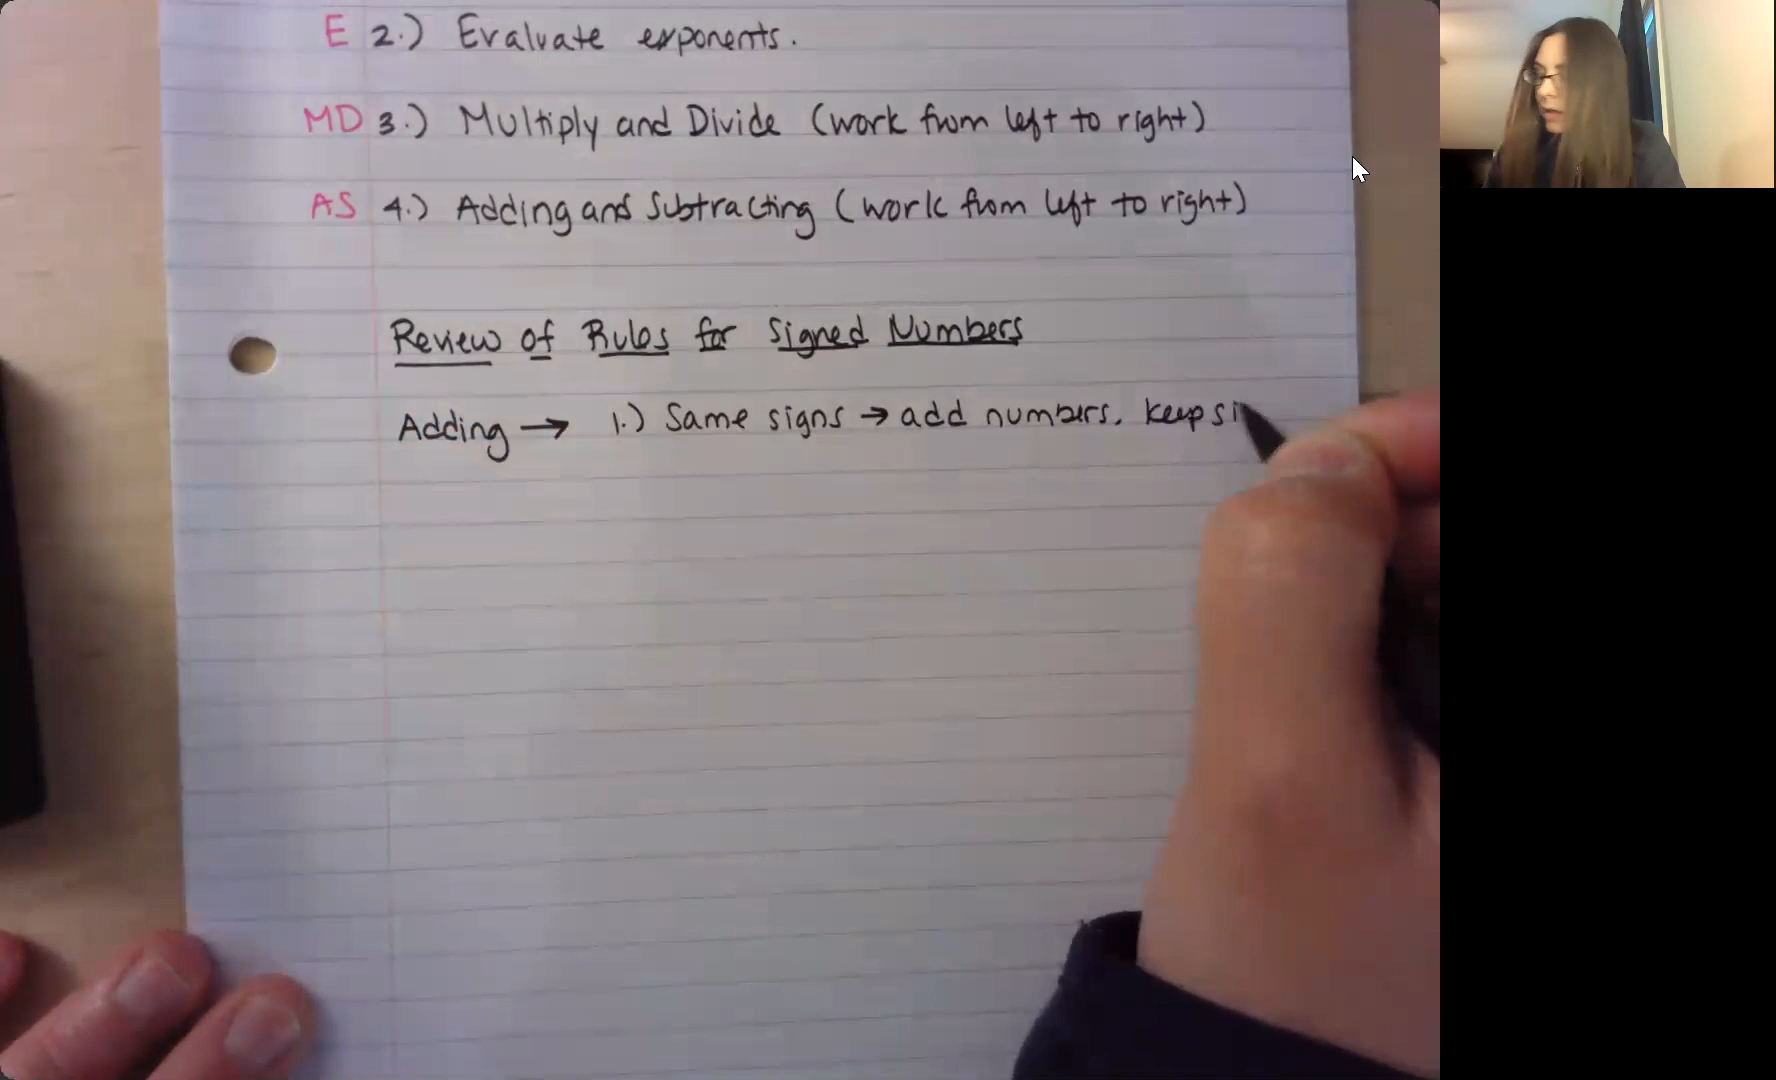 E 2.) Evaluate exponents.
MD 3.) Multiply and Divide (work from left to right)
AS 4.) Adding and Subtracting (work from left to right)
Review of Rules for Signed Numbers
Adding → 1.) Same signs → add numbers. Keep si